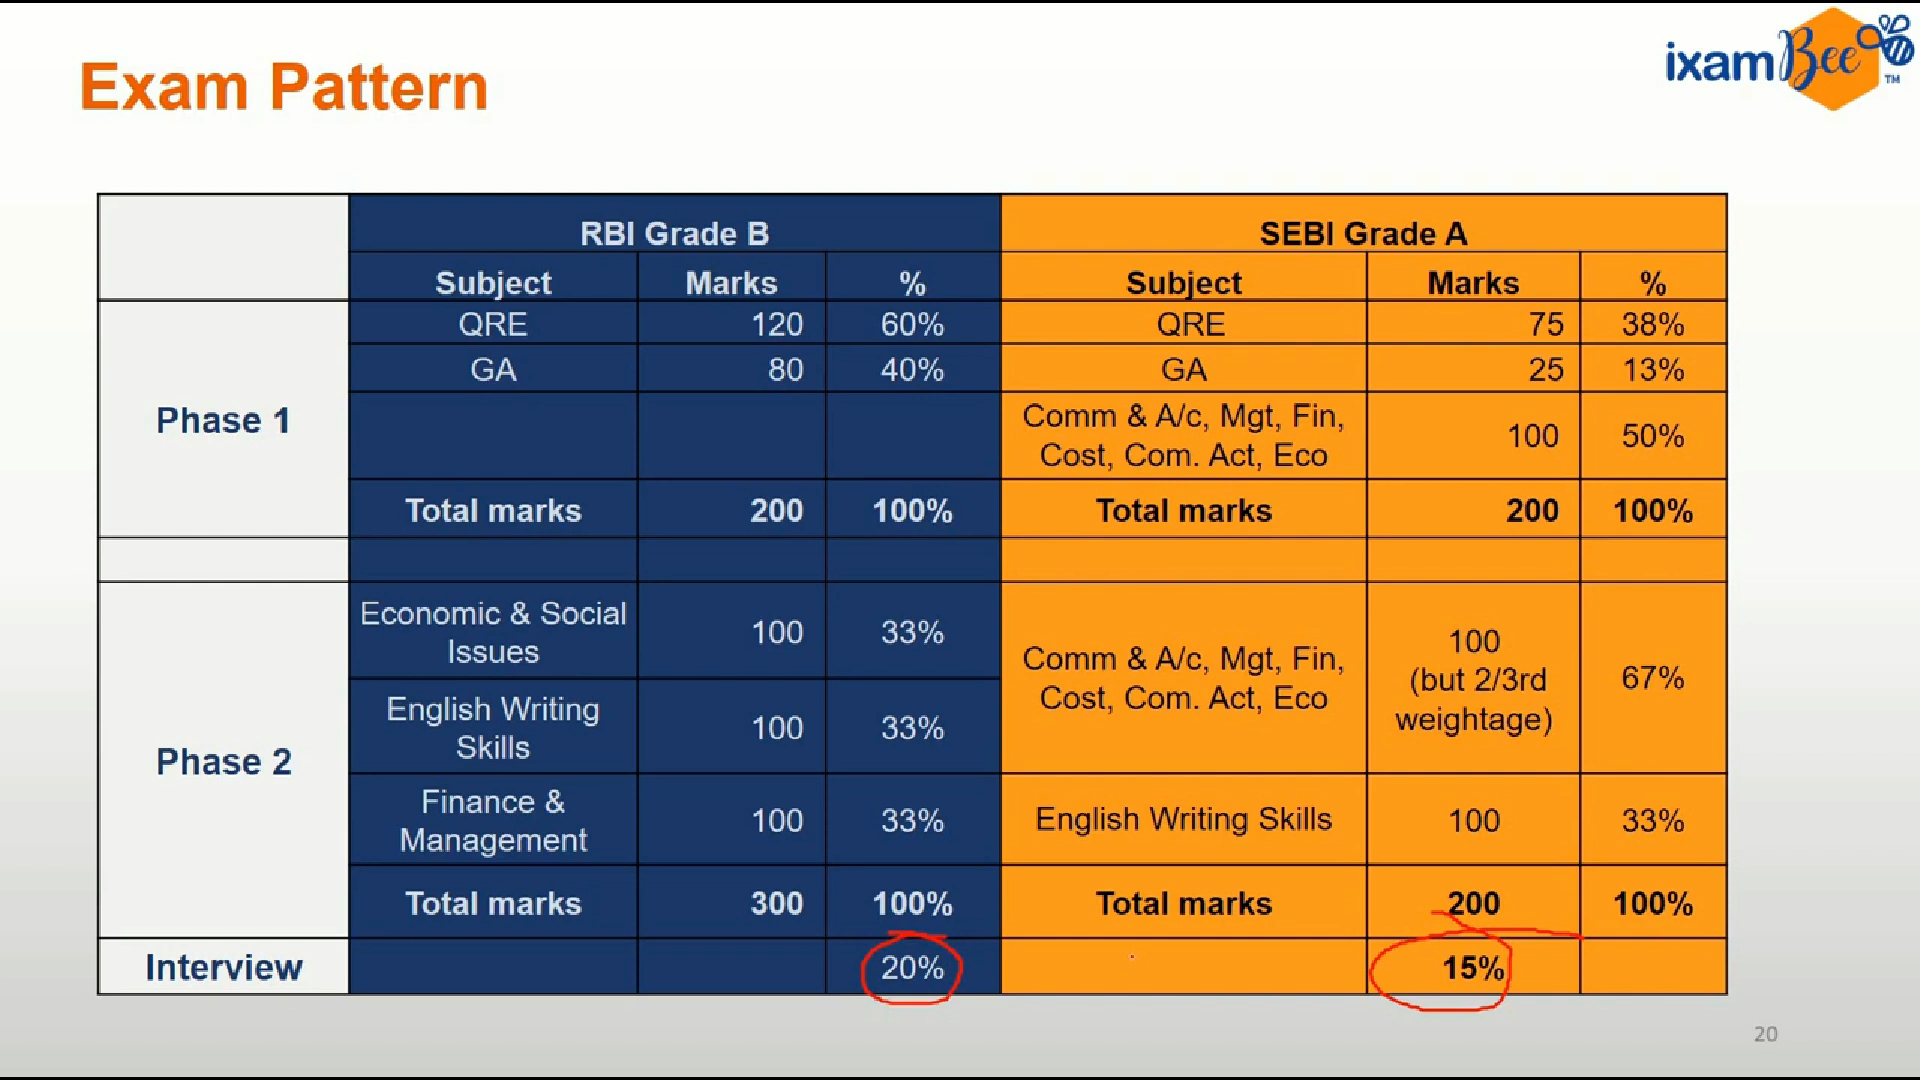 Exam Pattern
ixamBee™
RBI Grade B SEBI Grade A
Subject Marks % Subject Marks %
Phase 1
QRE 120 60% QRE 75 38%
GA 80 40% GA 25 13%
Comm & A/c, Mgt, Fin,
Cost, Com. Act, Eco
100 50%
Total marks 200 100% Total marks 200 100%
Phase 2
Economic & Social
Issues
100 33%
English Writing
Skills
100 33%
Comm & A/c, Mgt, Fin,
Cost, Com. Act, Eco
100
(but 2/3rd
weightage)
67%
Finance &
Management
100 33%
English Writing Skills 100 33%
Total marks 300 100% Total marks 200 100%
Interview 20% 15%
20